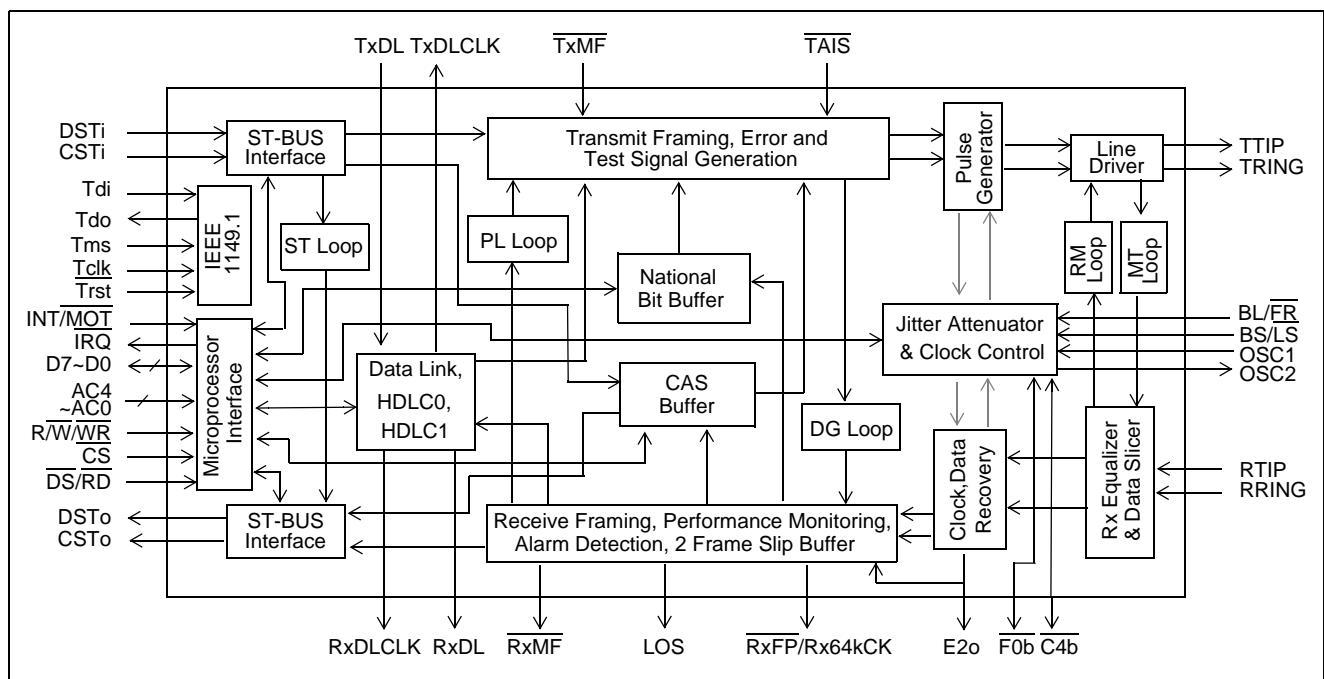 TxDL TxDLCLK
TxMF
TAIS
DSTi
CSTi
ST-BUS
Interface
Transmit Framing, Error and
Test Signal Generation
Pulse
Generator
Line
Driver
TTIP
TRING
Tdi
Tdo
Tms
Tclk
Trst
IEEE
1149.1
ST Loop
PL Loop
National
Bit Buffer
RM
Loop
MT
Loop
INT/MOT
IRQ
D7~D0
AC4
~AC0
R/W/WR
CS
DS/RD
Microprocessor
Interface
Data Link,
HDLC0,
HDLC1
CAS
Buffer
DG Loop
Jitter Attenuator
& Clock Control
BL/FR
BS/LS
OSC1
OSC2
Clock,Data
Recovery
Rx Equalizer
& Data Slicer
RTIP
RRING
DSTo
CSTo
ST-BUS
Interface
Receive Framing, Performance Monitoring,
Alarm Detection, 2 Frame Slip Buffer
RxDLCLK
RxDL
RxMF
LOS
RxFP/Rx64kCK
E2o
F0b
C4b